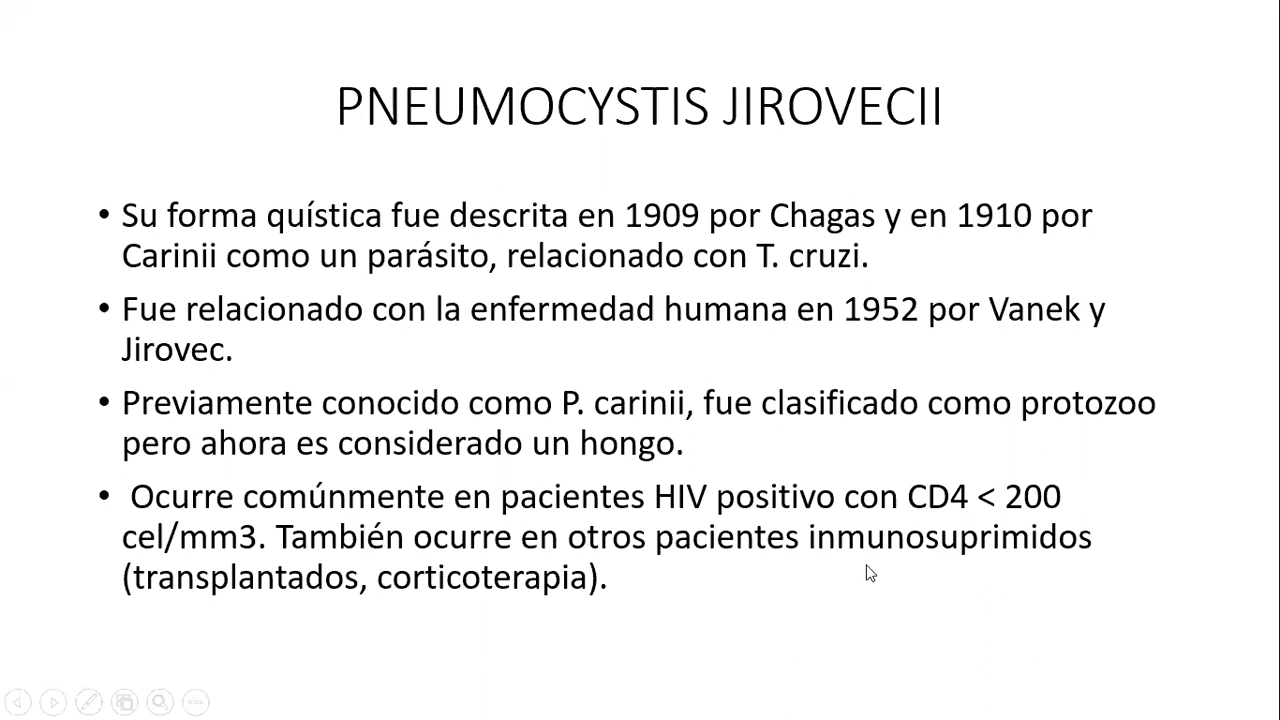 PNEUMOCYSTIS JIROVECII
• Su forma quística fue descrita en 1909 por Chagas y en 1910 por
Carinii como un parásito, relacionado con T. cruzi.
• Fue relacionado con la enfermedad humana en 1952 por Vanek y
Jirovec.
• Previamente conocido como P. carinii, fue clasificado como protozoo
pero ahora es considerado un hongo.
• Ocurre comúnmente en pacientes HIV positivo con CD4 < 200
cel/mm3. También ocurre en otros pacientes inmunosuprimidos
(transplantados, corticoterapia).